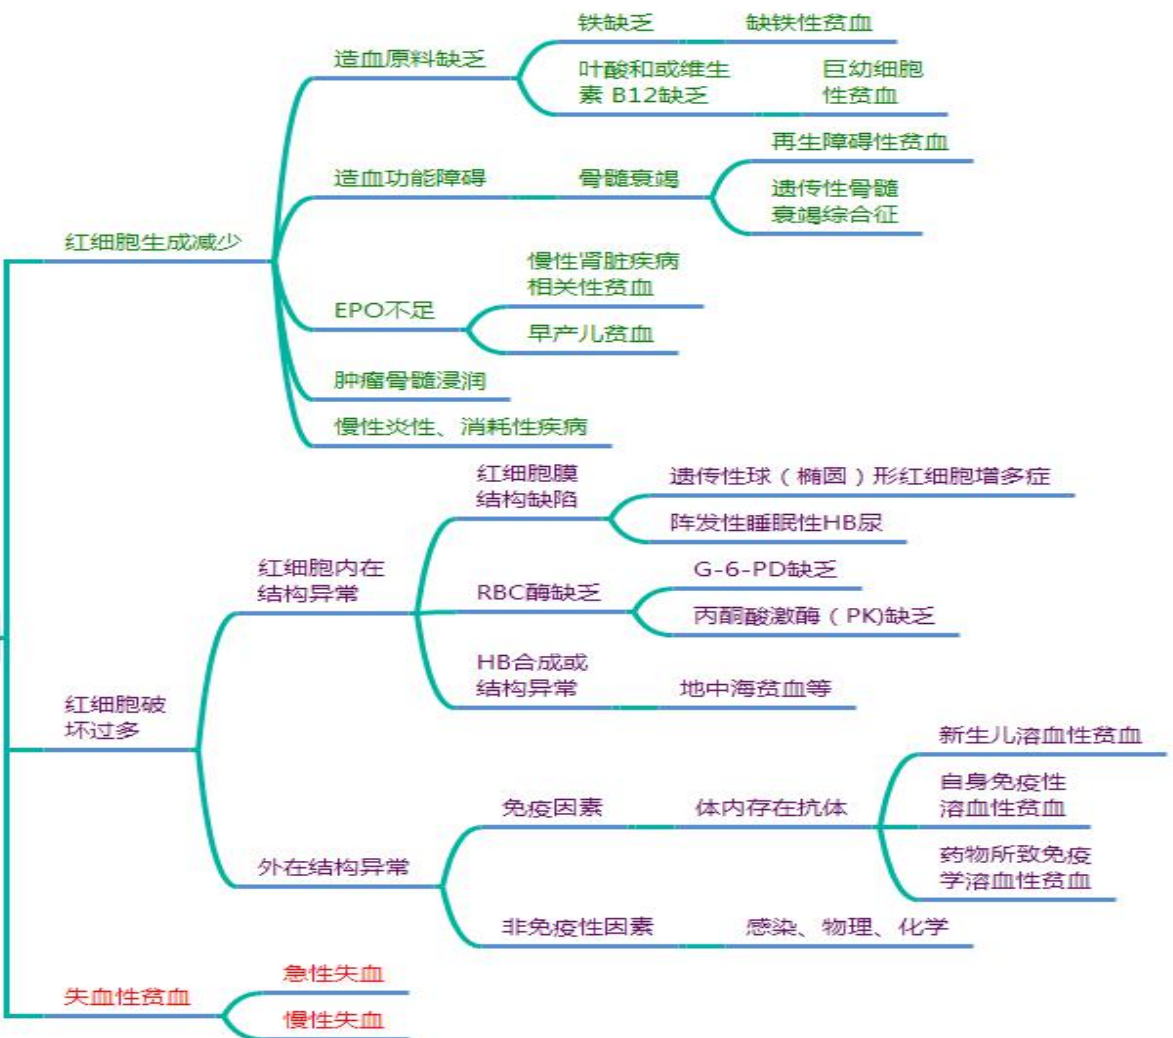 铁缺乏
缺铁性贫血
造血原料缺乏
叶酸和或维生
素 B12缺乏
巨幼细胞
性贫血
再生障碍性贫血
造血功能障碍
骨髓衰竭
遗传性骨髓
衰竭综合征
红细胞生成减少
慢性肾脏疾病
相关性贫血
EPO不足
早产儿贫血
肿瘤骨髓浸润
慢性炎性、消耗性疾病
红细胞膜
结构缺陷
遗传性球（椭圆）形红细胞增多症
阵发性睡眠性HB尿
红细胞内在
结构异常
RBC酶缺乏
G-6-PD缺乏
丙酮酸激酶（PK)缺乏
HB合成或
结构异常
地中海贫血等
红细胞破
坏过多
新生儿溶血性贫血
免疫因素
体内存在抗体
自身免疫性
溶血性贫血
药物所致免疫
学溶血性贫血
外在结构异常
非免疫性因素
感染、物理、化学
失血性贫血
急性失血
慢性失血